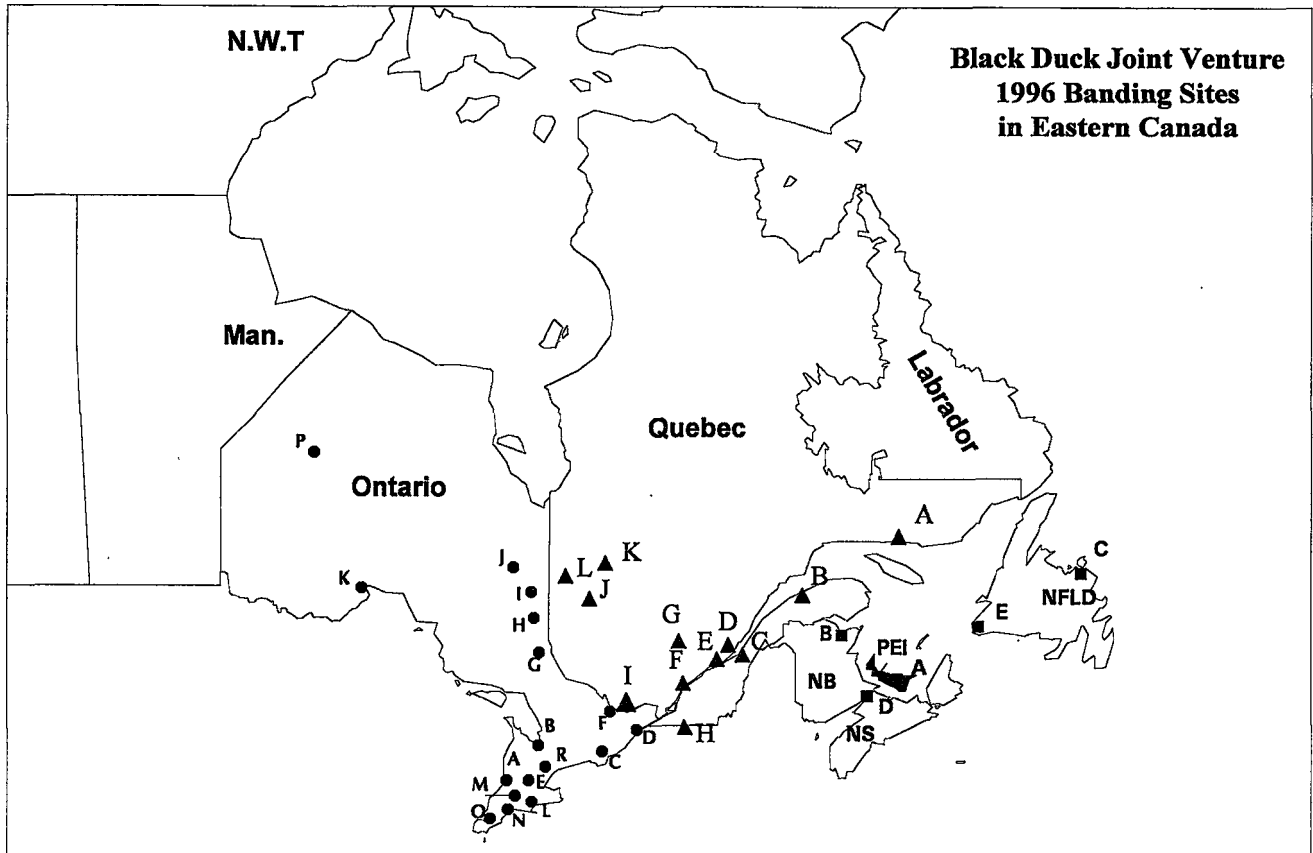 N.W.T
Black Duck Joint Venture
1996 Banding Sites
in Eastern Canada
Man.
Labrador
Quebec
P
Ontario
A
C
J
L
K
K
I
J
B
NFLD
E
H
G
D
B
PEI
G
E
C
A
F
I
NB
D
F
B
D
H
NS
A
R
C
M
E
O
N
L